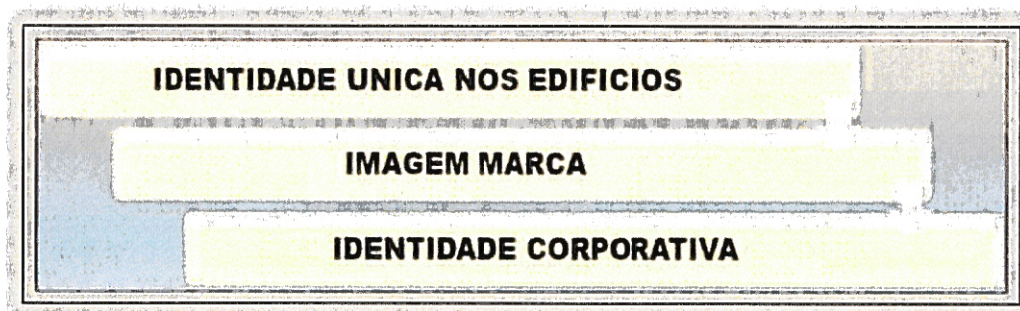 IDENTIDADE UNICA NOS EDIFICIOS
IMAGEM MARCA
IDENTIDADE CORPORATIVA